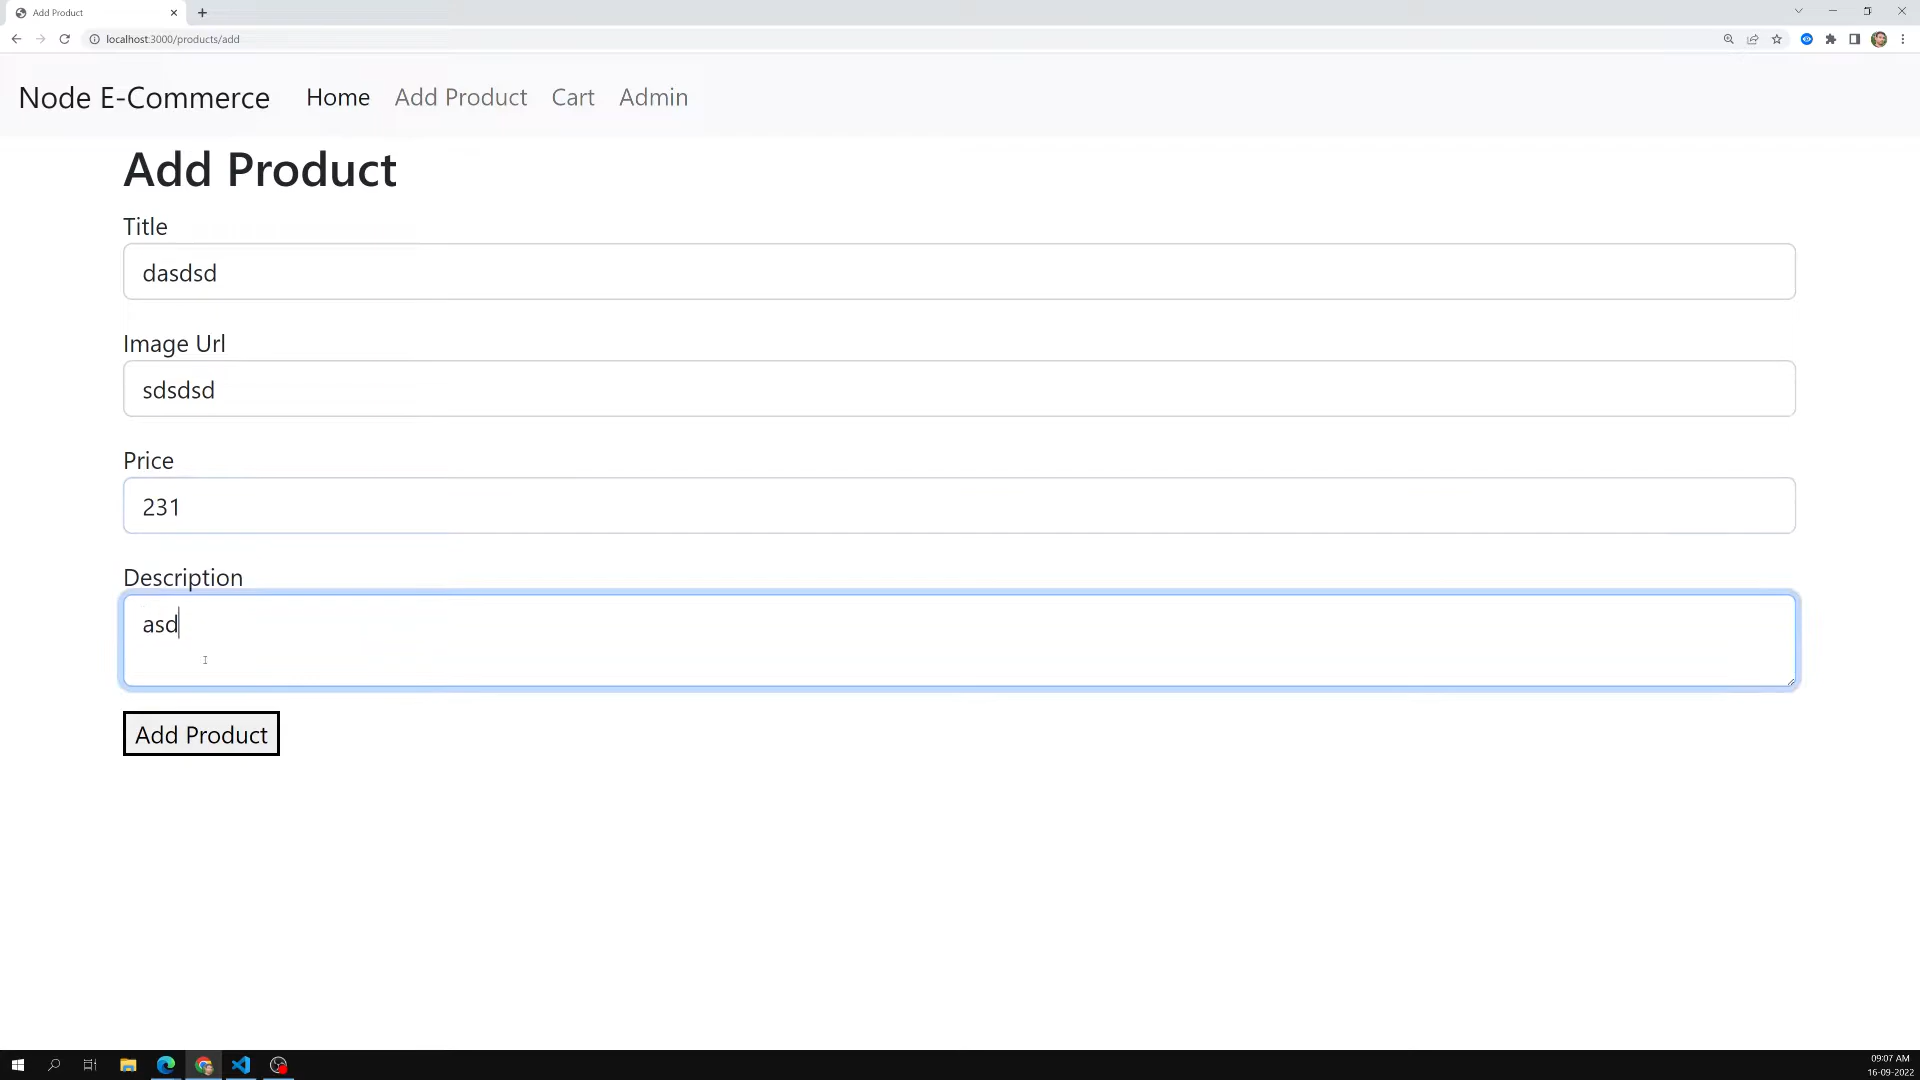 Add Product
localhost:3000/products/add
Node E-Commerce Home Add Product Cart Admin
Add Product
Title
dasdsd
Image Url
sdsdsd
Price
231
Description
asd
Add Product
09:07 AM
16-09-2022